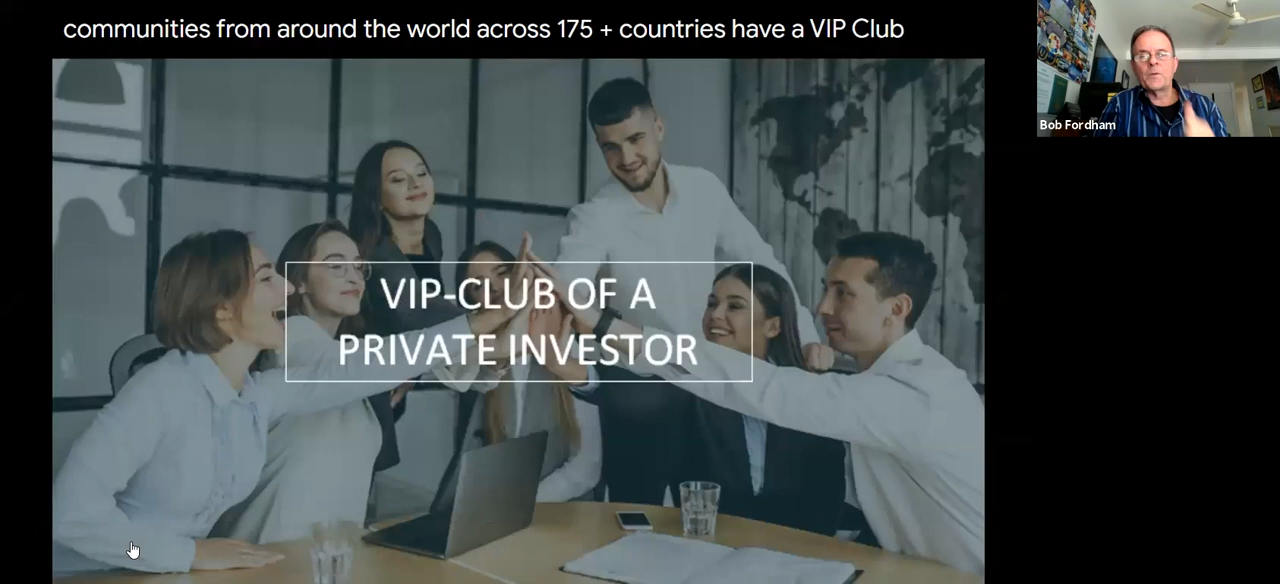 communities from around the world across 175 + countries have a VIP Club
Bob Fordham
VIP-CLUB OF A
PRIVATE INVESTOR